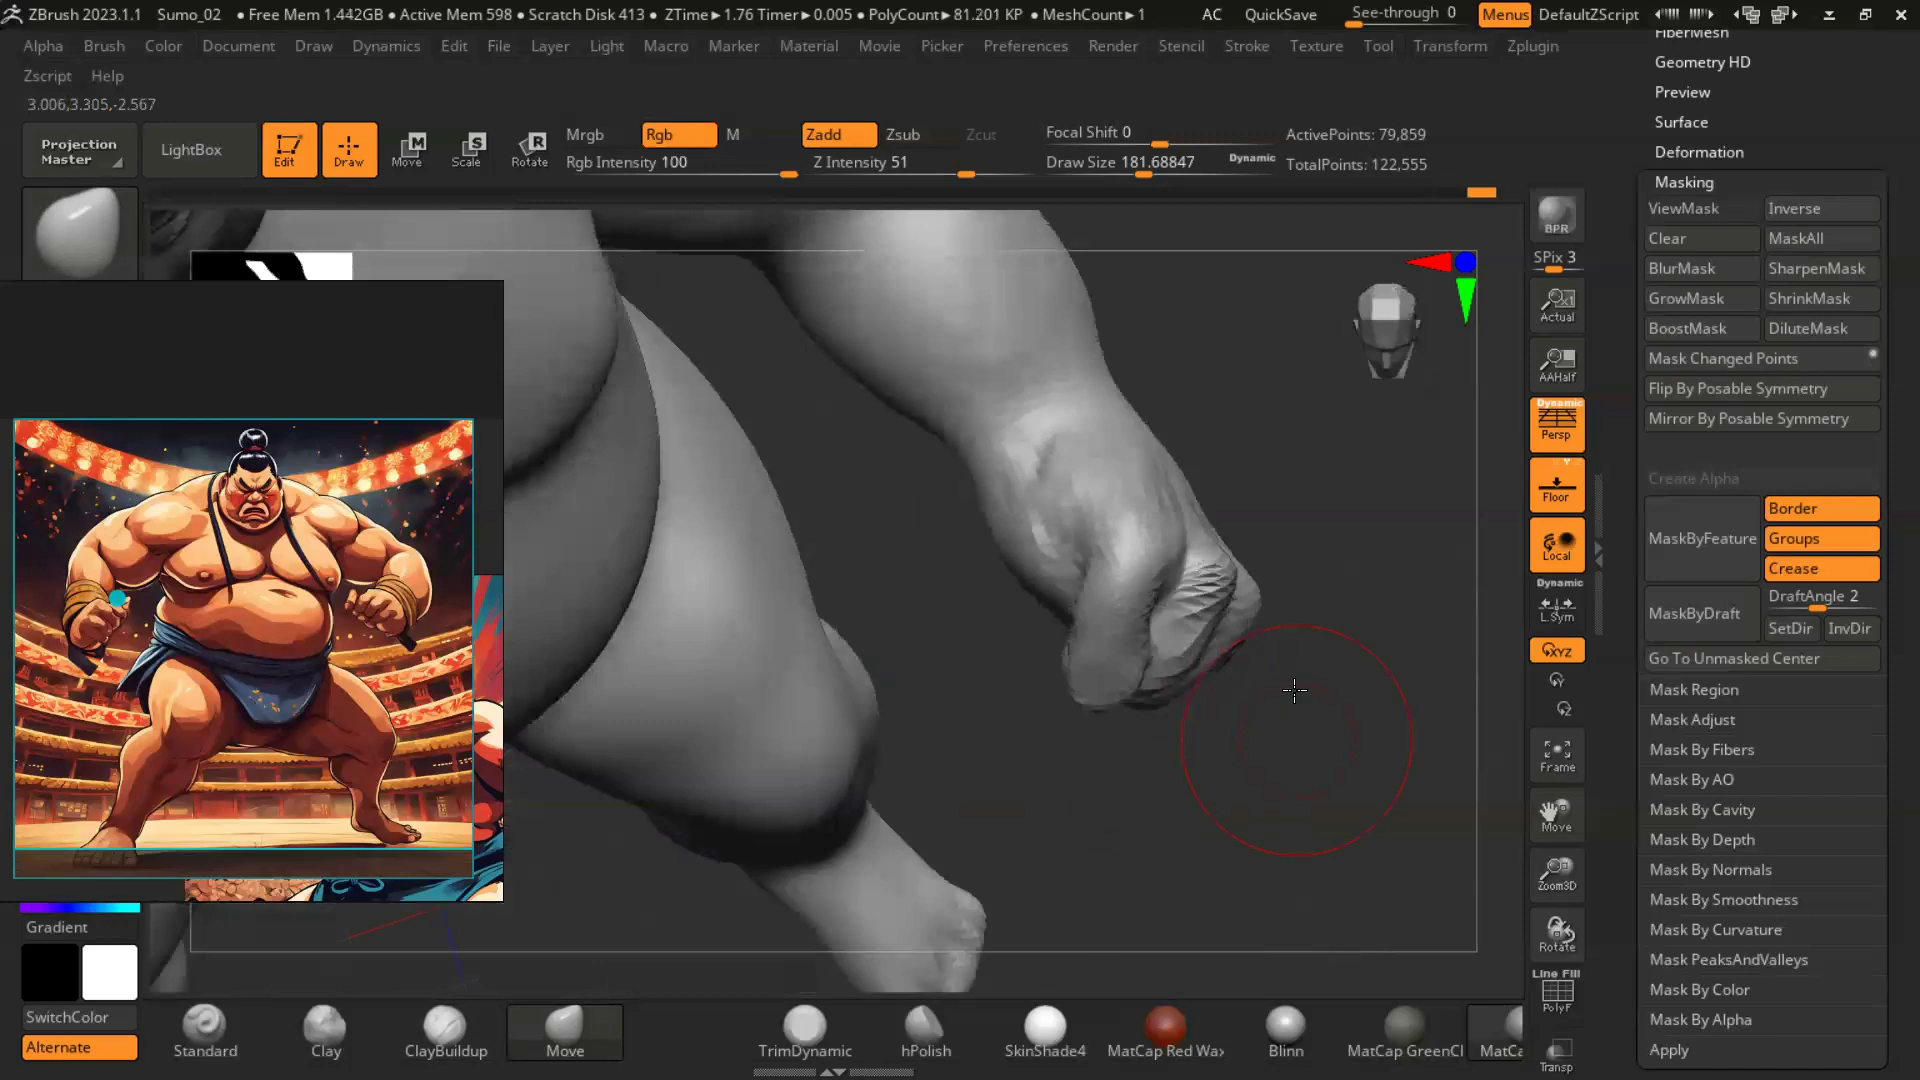 ZBrush 2023.1.1 Sumo_02 ● Free Mem 1.442GB ● Active Mem 598 ● Scratch Disk 413 ● ZTime►1.76 Timer►0.005 ● PolyCount►81.201 KP ● MeshCount►1 AC QuickSave See-through 0 Menus DefaultZScript
Alpha Brush Color Document Draw Dynamics Edit File Layer Light Macro Marker Material Movie Picker Preferences Render Stencil Stroke Texture Tool Transform Zplugin
Zscript Help
3.006,3.305,-2.567
Projection Master
LightBox
Edit
Draw
Move
Scale
Rotate
Mrgb Rgb M
Rgb Intensity 100
Zadd Zsub Zcut
Z Intensity 51
Focal Shift 0
Draw Size 181.68847 Dynamic
ActivePoints: 79,859
TotalPoints: 122,555
BPR
SPix 3
Actual
AAHalf
Dynamic
Persp
Floor
Local
Dynamic
L.Sym
XYZ
Frame
Move
Zoom3D
Rotate
Line Fill
PolyF
Transp
FiberMesh
Geometry HD
Preview
Surface
Deformation
Masking
ViewMask Inverse
Clear MaskAll
BlurMask SharpenMask
GrowMask ShrinkMask
BoostMask DiluteMask
Mask Changed Points
Flip By Posable Symmetry
Mirror By Posable Symmetry
Create Alpha
MaskByFeature
Border
Groups
Crease
MaskByDraft
DraftAngle 2
SetDir InvDir
Go To Unmasked Center
Mask Region
Mask Adjust
Mask By Fibers
Mask By AO
Mask By Cavity
Mask By Depth
Mask By Normals
Mask By Smoothness
Mask By Curvature
Mask PeaksAndValleys
Mask By Color
Mask By Alpha
Apply
Gradient
SwitchColor
Alternate
Standard
Clay
ClayBuildup
Move
TrimDynamic
hPolish
SkinShade4
MatCap Red Wax
Blinn
MatCap GreenCl
MatCa